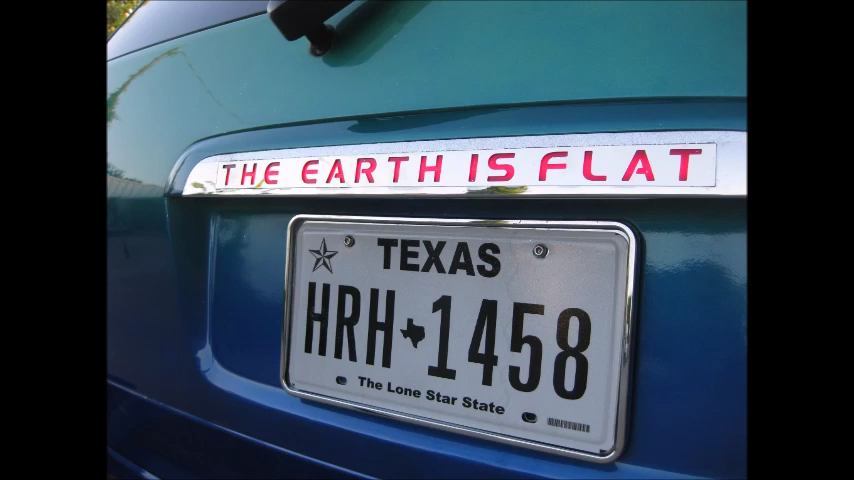 THE EARTH IS FLAT
TEXAS
HRH 1458
The Lone Star State